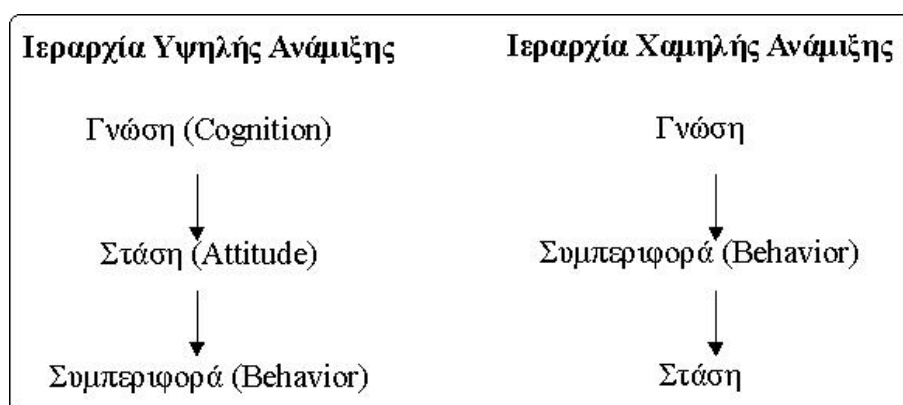 Ιεραρχία Υψηλής Ανάμιξης
Γνώση (Cognition)
Στάση (Attitude)
Συμπεριφορά (Behavior)
Ιεραρχία Χαμηλής Ανάμιξης
Γνώση
Συμπεριφορά (Behavior)
Στάση